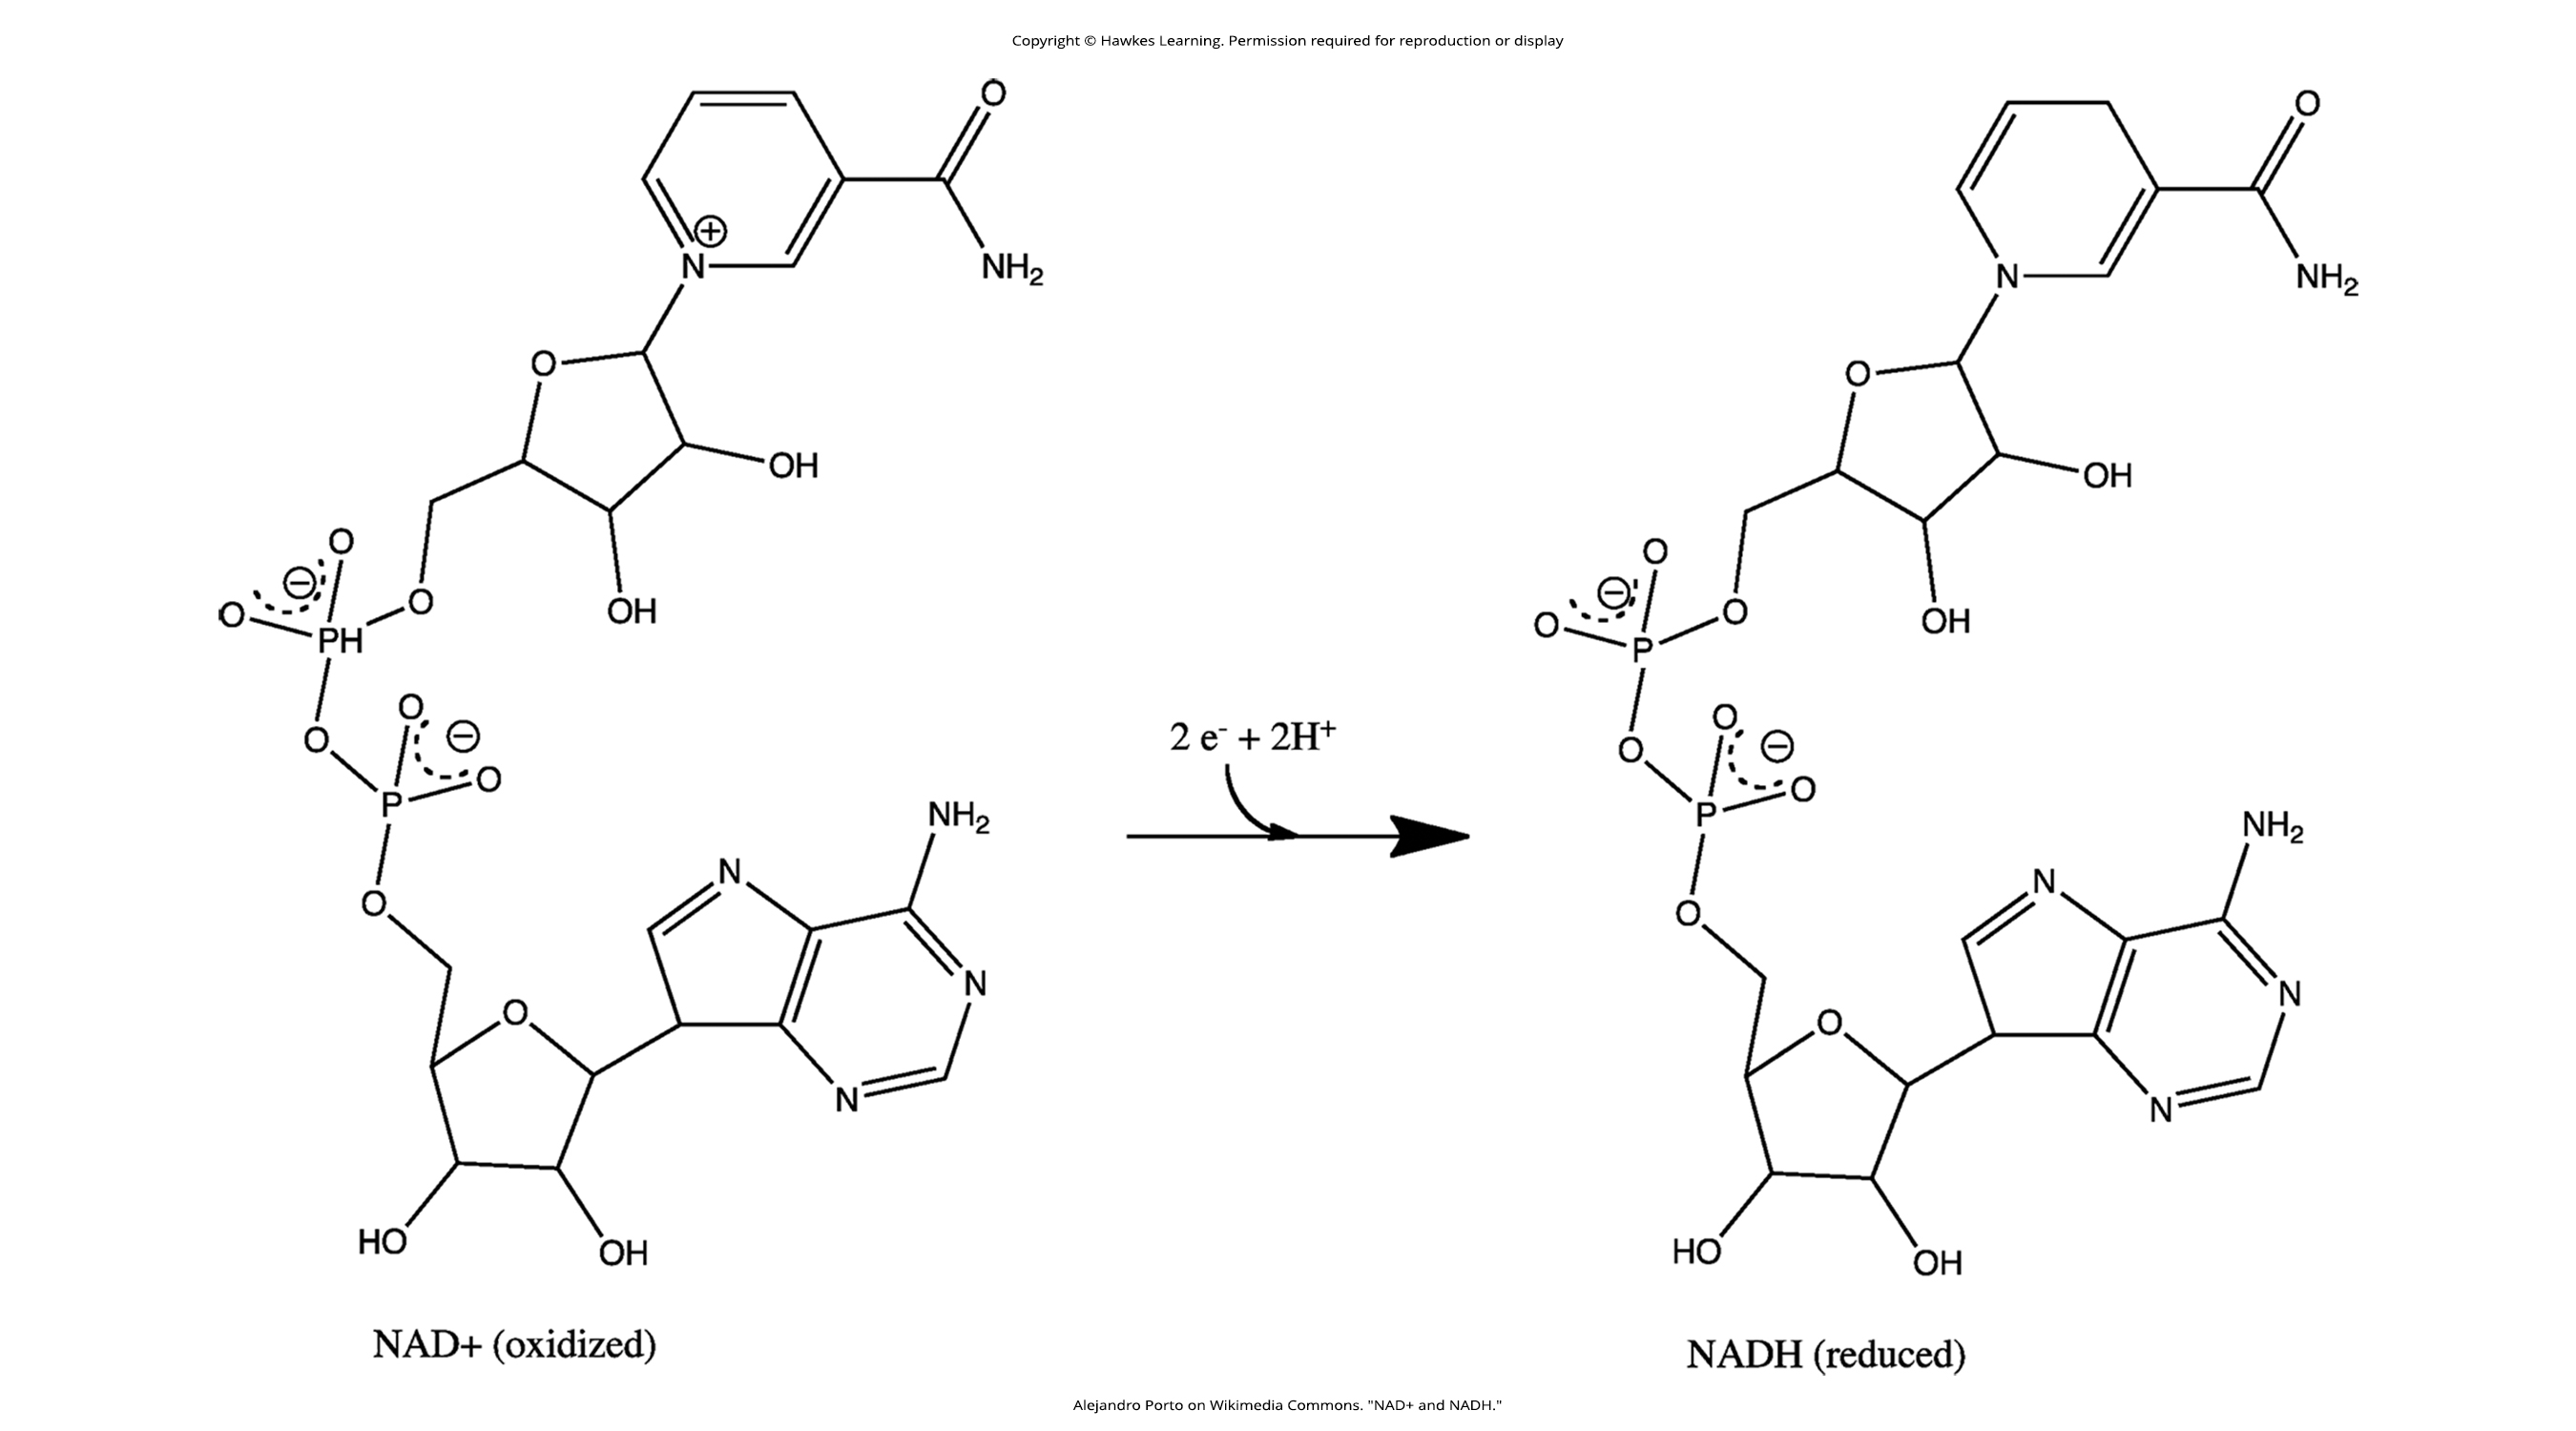 Copyright © Hawkes Learning. Permission required for reproduction or display
O
NH₂
N
⊕
O
OH
OH
O
⊖
O
PH
O
O
O
⊖
O
P
O
NH₂
N
N
N
O
HO
OH
NAD+ (oxidized)
2 e⁻ + 2H⁺
O
NH₂
N
O
OH
OH
O
⊖
O
P
O
O
O
⊖
O
P
O
NH₂
N
N
N
O
HO
OH
NADH (reduced)
Alejandro Porto on Wikimedia Commons. "NAD+ and NADH."